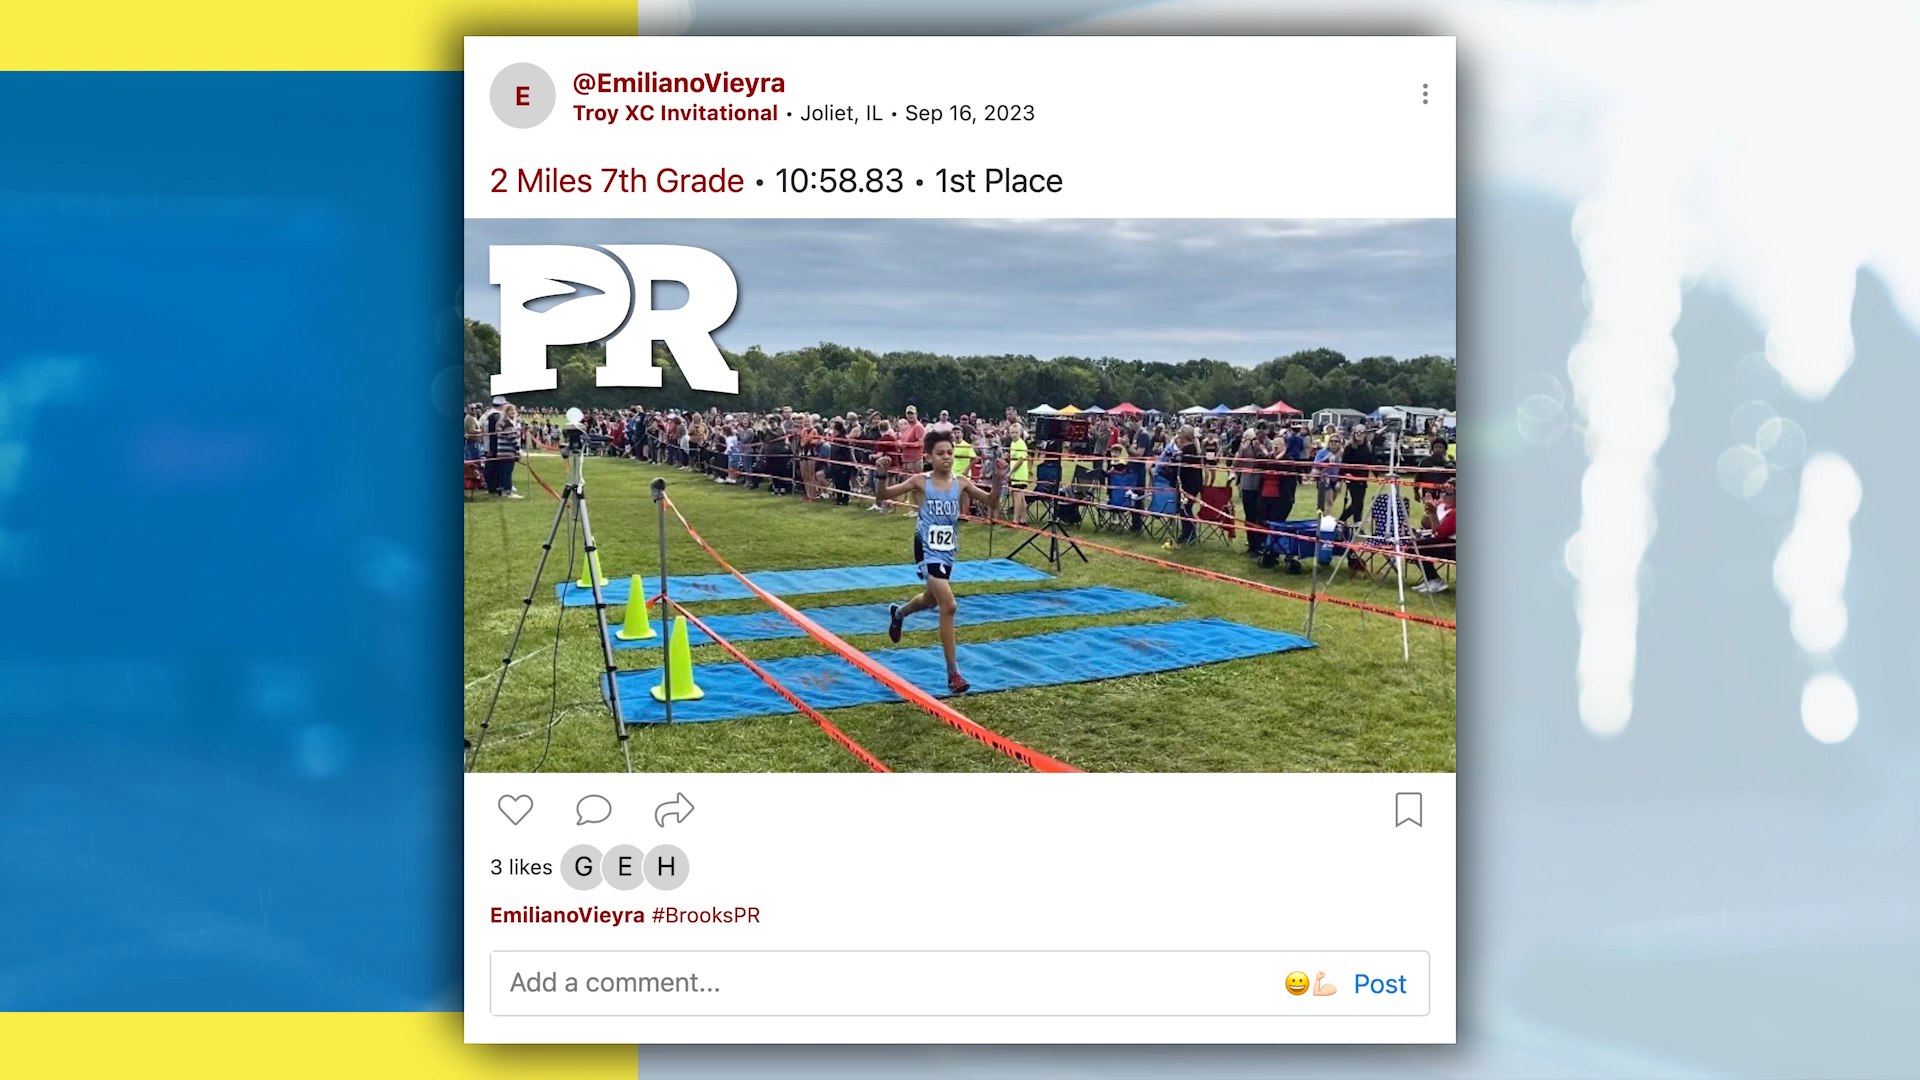 E
@EmilianoVieyra
Troy XC Invitational • Joliet, IL • Sep 16, 2023
2 Miles 7th Grade • 10:58.83 • 1st Place
PR
TROY
162
3 likes G E H
EmilianoVieyra #BrooksPR
Add a comment... Post